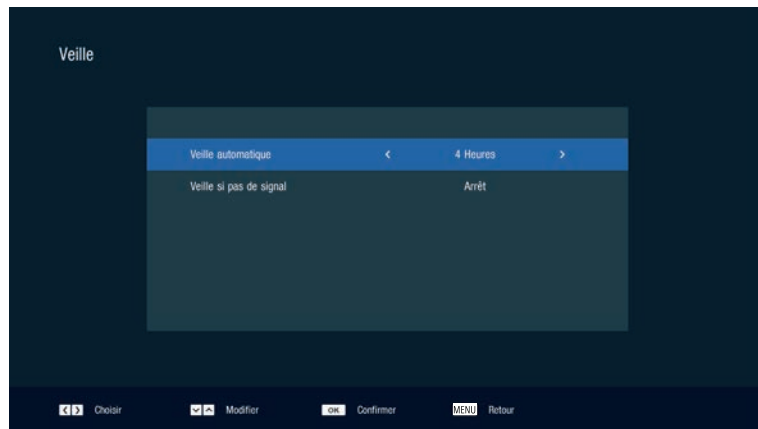 Veille
Veille automatique < 4 Heures >
Veille si pas de signal Arrêt
< > Choisir Modifier OK Confirmer MENU Retour